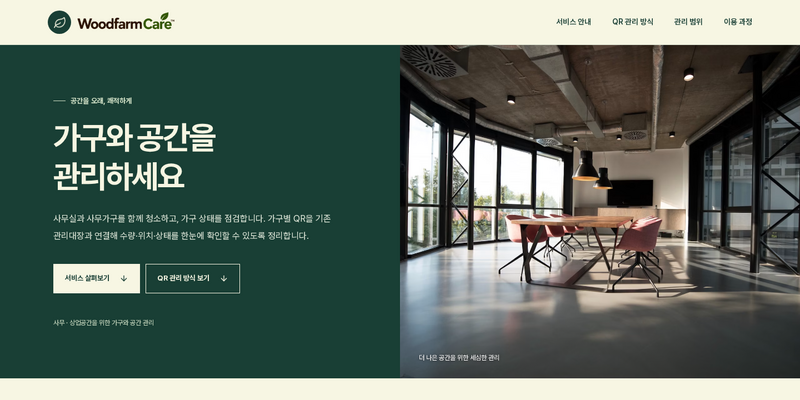 WoodfarmCare™
서비스 안내
QR 관리 방식
관리 범위
이용 과정
공간을 오래, 쾌적하게
가구와 공간을
관리하세요
사무실과 사무가구를 함께 청소하고, 가구 상태를 점검합니다. 가구별 QR을 기존
관리대장과 연결해 수량·위치·상태를 한눈에 확인할 수 있도록 정리합니다.
서비스 살펴보기 ↓
QR 관리 방식 보기 ↓
사무 · 상업공간을 위한 가구와 공간 관리
더 나은 공간을 위한 세심한 관리